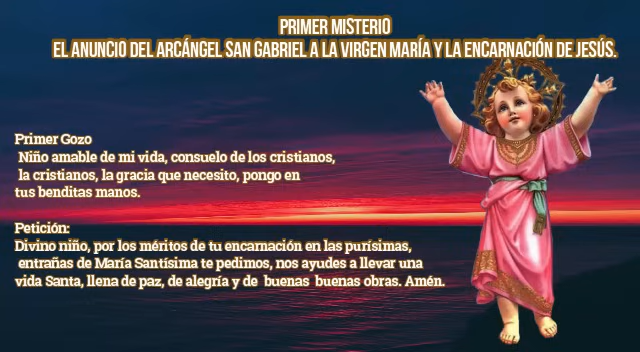 PRIMER MISTERIO
EL ANUNCIO DEL ARCÁNGEL SAN GABRIEL A LA VIRGEN MARÍA Y LA ENCARNACIÓN DE JESÚS.
Primer Gozo
Niño amable de mi vida, consuelo de los cristianos,
la cristianos, la gracia que necesito, pongo en
tus benditas manos.
Petición:
Divino niño, por los méritos de tu encarnación en las purísimas,
entrañas de María Santísima te pedimos, nos ayudes a llevar una
vida Santa, llena de paz, de alegría y de buenas buenas obras. Amén.